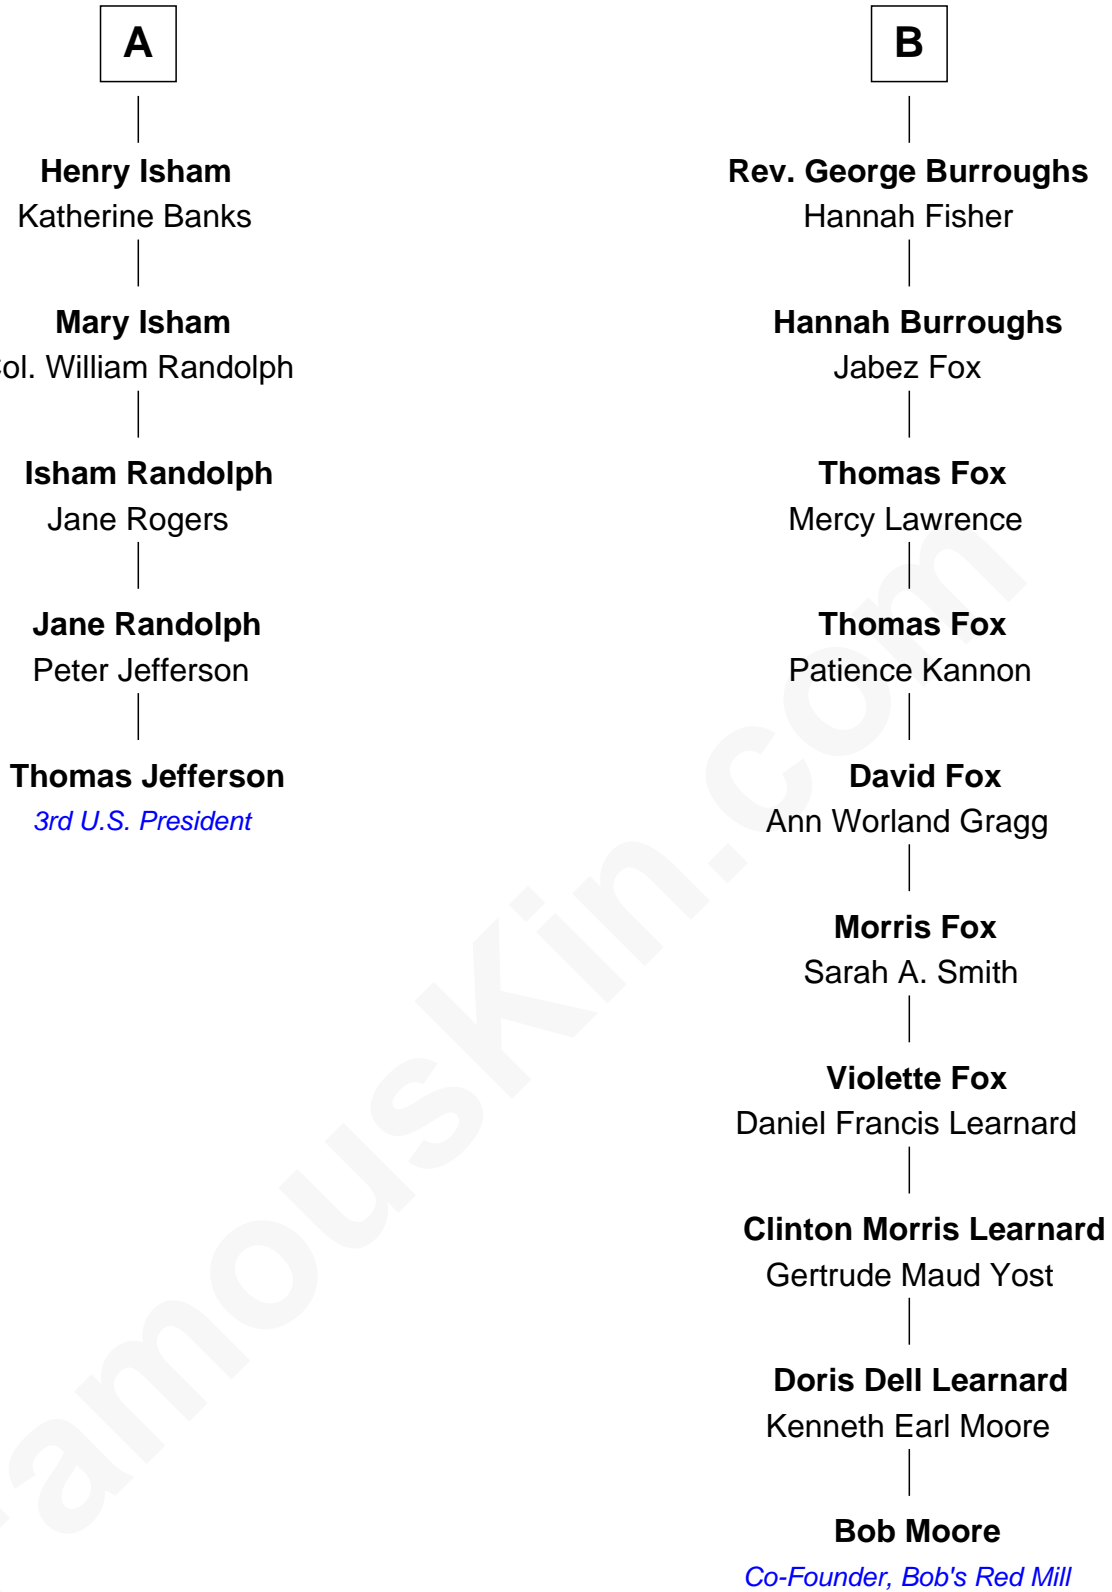 A
Henry Isham
Katherine Banks
Mary Isham
ol. William Randolph
Isham Randolph
Jane Rogers
Jane Randolph
Peter Jefferson
Thomas Jefferson
3rd U.S. President
B
Rev. George Burroughs
Hannah Fisher
Hannah Burroughs
Jabez Fox
Thomas Fox
Mercy Lawrence
Thomas Fox
Patience Kannon
David Fox
Ann Worland Gragg
Morris Fox
Sarah A. Smith
Violette Fox
Daniel Francis Learnard
Clinton Morris Learnard
Gertrude Maud Yost
Doris Dell Learnard
Kenneth Earl Moore
Bob Moore
Co-Founder, Bob's Red Mill
FamousKin.com